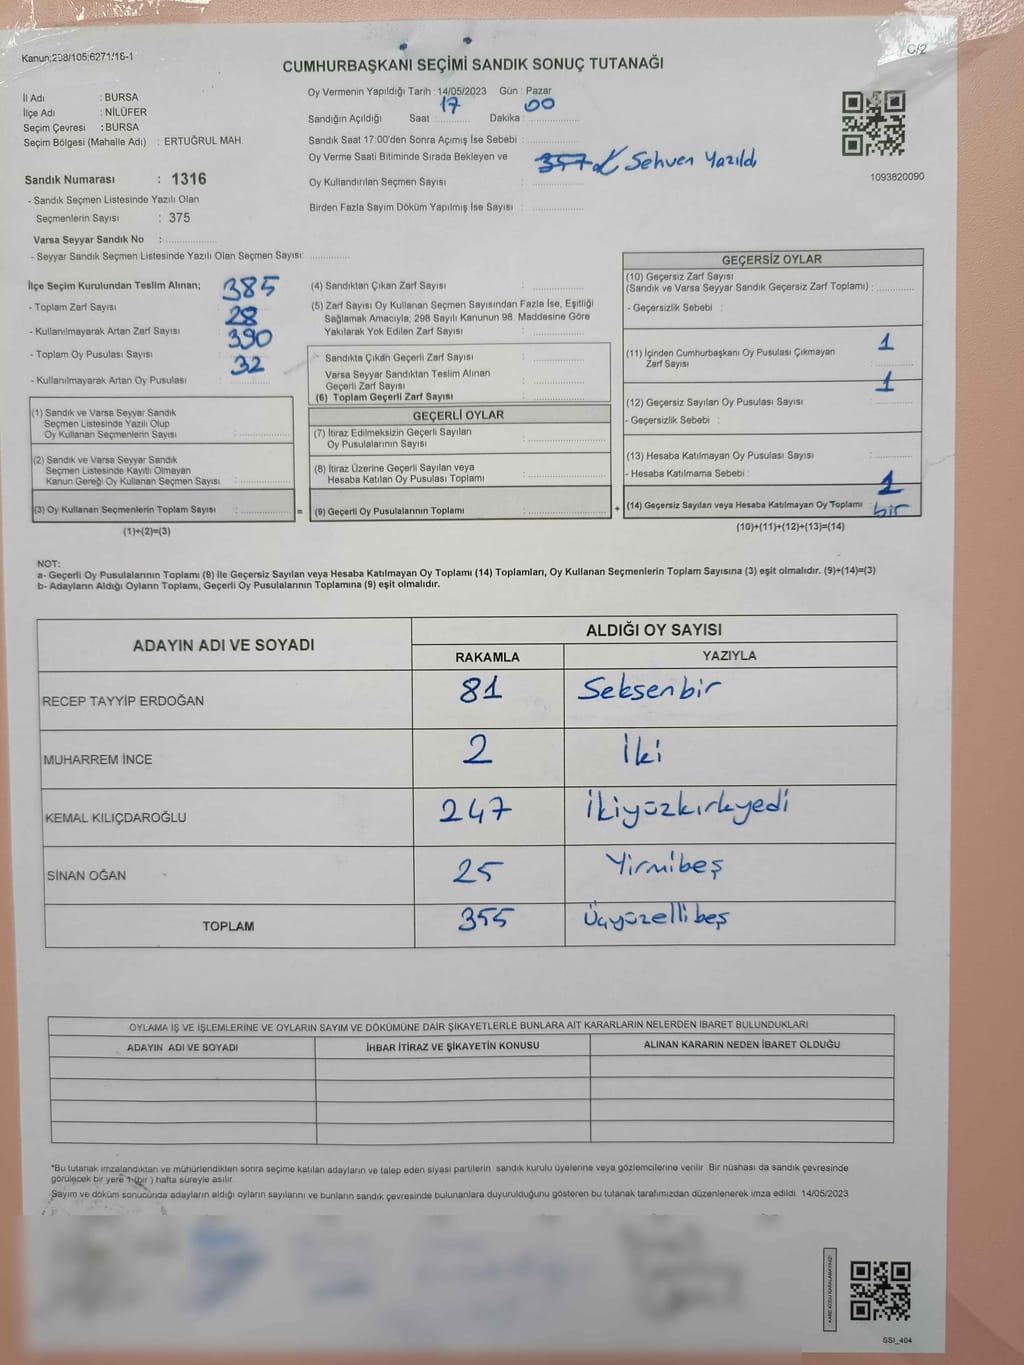 Kanun;298/105;6271/16-1
C/2
CUMHURBAŞKANI SEÇİMİ SANDIK SONUÇ TUTANAĞI
İl Adı : BURSA
İlçe Adı : NİLÜFER
Seçim Çevresi : BURSA
Seçim Bölgesi (Mahalle Adı) : ERTUĞRUL MAH.
Sandık Numarası : 1316
- Sandık Seçmen Listesinde Yazılı Olan
Seçmenlerin Sayısı : 375
Varsa Seyyar Sandık No :
- Seyyar Sandık Seçmen Listesinde Yazılı Olan Seçmen Sayısı:
Oy Vermenin Yapıldığı Tarih : 14/05/2023 Gün : Pazar
Sandığın Açıldığı Saat : 17 Dakika : 00
Sandık Saat 17:00'den Sonra Açımış İse Sebebi :
Oy Verme Saati Bitiminde Sırada Bekleyen ve
Oy Kullandırılan Seçmen Sayısı : 357 Sehven Yazıldı
Birden Fazla Sayım Döküm Yapılmış İse Sayısı :
1093820090
İlçe Seçim Kurulundan Teslim Alınan;
- Toplam Zarf Sayısı : 385
- Kullanılmayarak Artan Zarf Sayısı : 28
- Toplam Oy Pusulası Sayısı : 390
- Kullanılmayarak Artan Oy Pusulası : 32
(1) Sandık ve Varsa Seyyar Sandık
Seçmen Listesinde Yazılı Olup
Oy Kullanan Seçmenlerin Sayısı :
(2) Sandık ve Varsa Seyyar Sandık
Seçmen Listesinde Kayıtlı Olmayan
Kanun Gereği Oy Kullanan Seçmen Sayısı :
(3) Oy Kullanan Seçmenlerin Toplam Sayısı :
=
(1)+(2)=(3)
(4) Sandıktan Çıkan Zarf Sayısı :
(5) Zarf Sayısı Oy Kullanan Seçmen Sayısından Fazla İse, Eşitliği
Sağlamak Amacıyla, 298 Sayılı Kanunun 98. Maddesine Göre
Yakılarak Yok Edilen Zarf Sayısı :
Sandıkta Çıkan Geçerli Zarf Sayısı :
Varsa Seyyar Sandıktan Teslim Alınan
Geçerli Zarf Sayısı :
(6) Toplam Geçerli Zarf Sayısı :
GEÇERLİ OYLAR
(7) İtiraz Edilmeksizin Geçerli Sayılan
Oy Pusulalarının Sayısı :
(8) İtiraz Üzerine Geçerli Sayılan veya
Hesaba Katılan Oy Pusulası Toplamı :
(9) Geçerli Oy Pusulalarının Toplamı :
+
GEÇERSİZ OYLAR
(10) Geçersiz Zarf Sayısı
(Sandık ve Varsa Seyyar Sandık Geçersiz Zarf Toplamı) :
- Geçersizlik Sebebi :
(11) İçinden Cumhurbaşkanı Oy Pusulası Çıkmayan
Zarf Sayısı : 1
(12) Geçersiz Sayılan Oy Pusulası Sayısı : 1
- Geçersizlik Sebebi :
(13) Hesaba Katılmayan Oy Pusulası Sayısı :
- Hesaba Katılmama Sebebi :
(14) Geçersiz Sayılan veya Hesaba Katılmayan Oy Toplamı 1 bir
(10)+(11)+(12)+(13)=(14)
NOT:
a- Geçerli Oy Pusulalarının Toplamı (9) ile Geçersiz Sayılan veya Hesaba Katılmayan Oy Toplamı (14) Toplamları, Oy Kullanan Seçmenlerin Toplam Sayısına (3) eşit olmalıdır. (9)+(14)=(3)
b- Adayların Aldığı Oyların Toplamı, Geçerli Oy Pusulalarının Toplamına (9) eşit olmalıdır.
ADAYIN ADI VE SOYADI
ALDIĞI OY SAYISI
RAKAMLA YAZIYLA
RECEP TAYYİP ERDOĞAN 81 Seksenbir
MUHARREM İNCE 2 İki
KEMAL KILIÇDAROĞLU 247 İkiyüzkırkyedi
SİNAN OĞAN 25 Yirmibeş
TOPLAM 355 Üçyüzellibeş
OYLAMA İŞ VE İŞLEMLERİNE VE OYLARIN SAYIM VE DÖKÜMÜNE DAİR ŞİKAYETLERLE BUNLARA AİT KARARLARIN NELERDEN İBARET BULUNDUKLARI
ADAYIN ADI VE SOYADI İHBAR İTİRAZ VE ŞİKAYETİN KONUSU ALINAN KARARIN NEDEN İBARET OLDUĞU
*Bu tutanak imzalandıktan ve mühürlendikten sonra seçime katılan adayların ve talep eden siyasi partilerin sandık kurulu üyelerine veya gözlemcilerine verilir. Bir nüshası da sandık çevresinde
görülecek bir yere 1 (bir ) hafta süreyle asılır.
Sayım ve döküm sonucunda adayların aldığı oyların sayılarını ve bunların sandık çevresinde bulunanlara duyurulduğunu gösteren bu tutanak tarafımızdan düzenlenerek imza edildi. 14/05/2023
KARE KODU KARALAMAYINIZ!
SSI_404